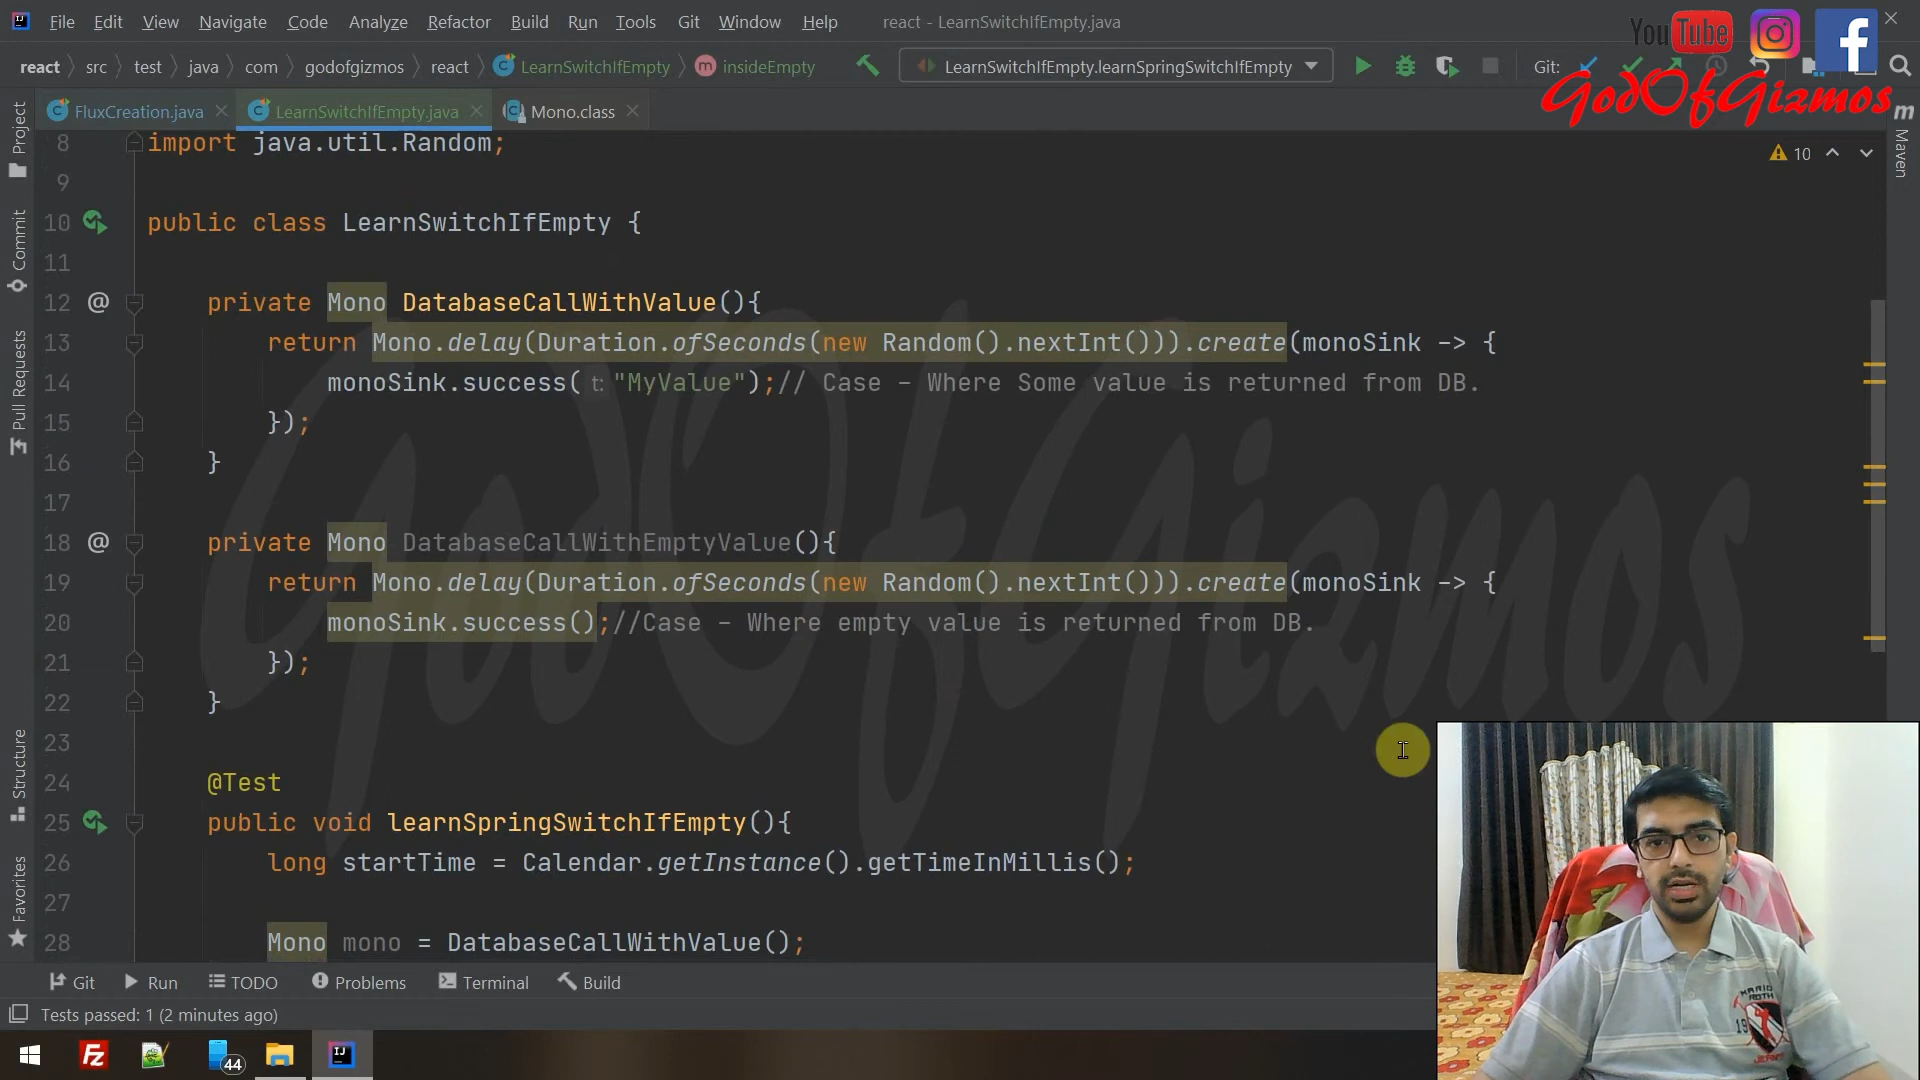 File Edit View Navigate Code Analyze Refactor Build Run Tools Git Window Help react - LearnSwitchIfEmpty.java
YouTube
GodOfGizmos
react src test java com godofgizmos react LearnSwitchIfEmpty insideEmpty LearnSwitchIfEmpty.learnSpringSwitchIfEmpty Git:
FluxCreation.java LearnSwitchIfEmpty.java Mono.class
Project
Commit
Pull Requests
Structure
Favorites
Maven
10
8 import java.util.Random;
9
10 public class LearnSwitchIfEmpty {
11
12 @ private Mono DatabaseCallWithValue(){
13 return Mono.delay(Duration.ofSeconds(new Random().nextInt())).create(monoSink -> {
14 monoSink.success( t: "MyValue");// Case - Where Some value is returned from DB.
15 });
16 }
17
18 @ private Mono DatabaseCallWithEmptyValue(){
19 return Mono.delay(Duration.ofSeconds(new Random().nextInt())).create(monoSink -> {
20 monoSink.success();//Case - Where empty value is returned from DB.
21 });
22 }
23
24 @Test
25 public void learnSpringSwitchIfEmpty(){
26 long startTime = Calendar.getInstance().getTimeInMillis();
27
28 Mono mono = DatabaseCallWithValue();
GodOfGizmos
Git Run TODO Problems Terminal Build
Tests passed: 1 (2 minutes ago)
44
MARIO
ROTH
19